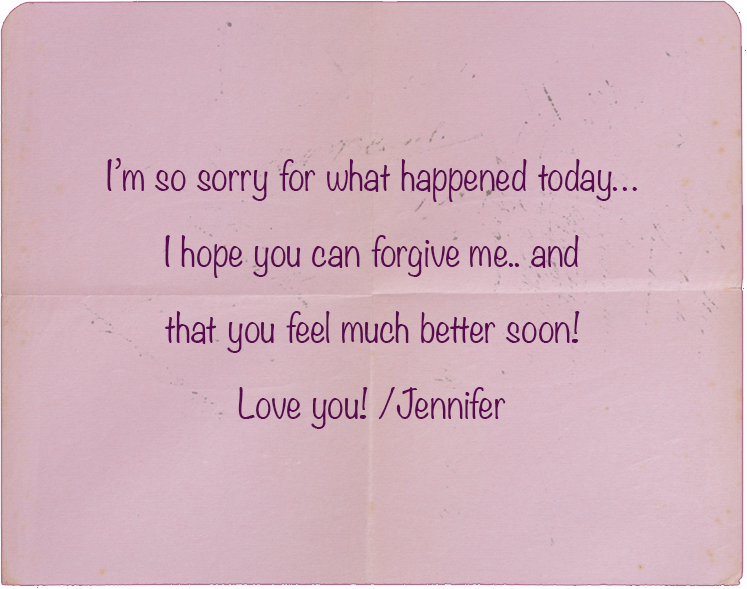 I'm so sorry for what happened today...
I hope you can forgive me.. and
that you feel much better soon!
Love you! /Jennifer